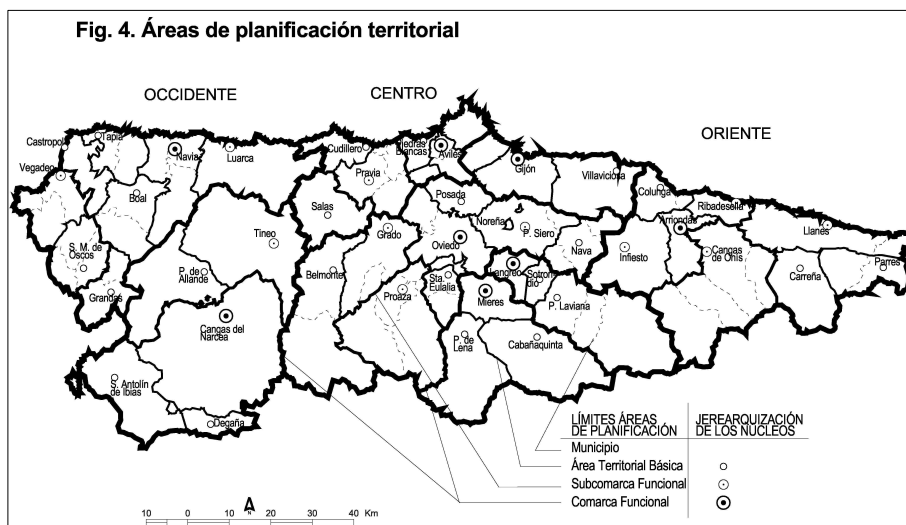 Fig. 4. Áreas de planificación territorial
OCCIDENTE
CENTRO
ORIENTE
Castropol
Tapia
Navia
Luarca
Cudillero
Piedras
Blancas
Avilés
Gijón
Villaviciosa
Colunga
Ribadesella
Vegadeo
Boal
Pravia
Salas
Posada
Noreña
P. Siero
Arriondas
Llanes
Tineo
Grado
Oviedo
Nava
Infiesto
Cangas
de Onís
Parres
Carreña
S. M. de
Oscos
P. de
Allande
Belmonte
Sta.
Eulalia
Langreo
Sotrondio
Grandas
Proaza
Mieres
P. Laviana
Cangas del
Narcea
P. de
Lena
Cabañaquinta
S. Antolín
de Ibias
Degaña
LÍMITES ÁREAS
DE PLANIFICACIÓN
JEREARQUIZACIÓN
DE LOS NÚCLEOS
Municipio
Área Territorial Básica
Subcomarca Funcional
Comarca Funcional
N
10 0 10 20 40 Km